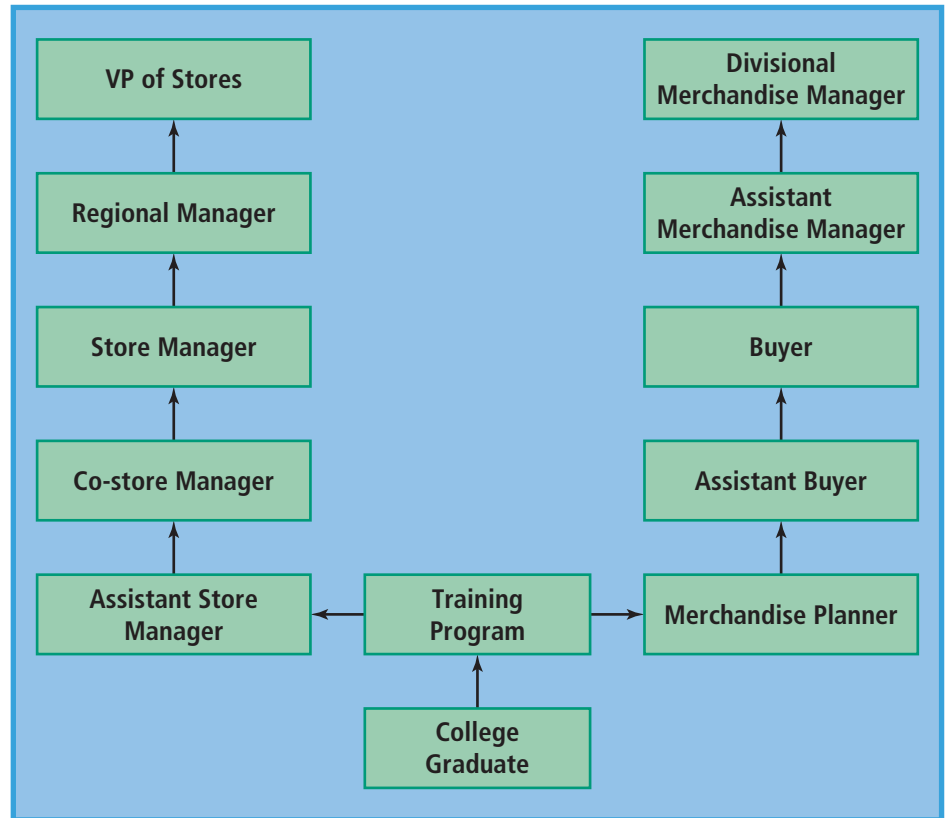 VP of Stores
Regional Manager
Store Manager
Co-store Manager
Assistant Store
Manager
Training
Program
College
Graduate
Divisional
Merchandise Manager
Assistant
Merchandise Manager
Buyer
Assistant Buyer
Merchandise Planner